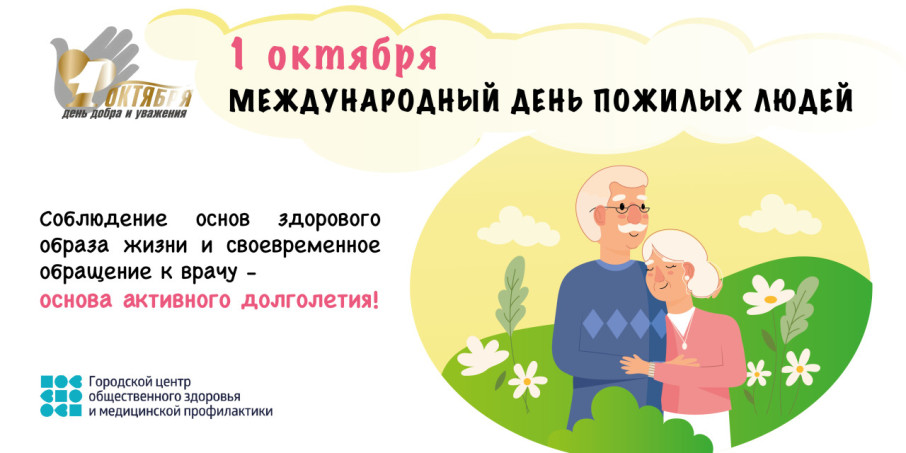 1 октября
МЕЖДУНАРОДНЫЙ ДЕНЬ ПОЖИЛЫХ ЛЮДЕЙ
1 ОКТЯБРЯ
день добра и уважения
Соблюдение основ здорового
образа жизни и своевременное
обращение к врачу –
основа активного долголетия!
Городской центр
общественного здоровья
и медицинской профилактики